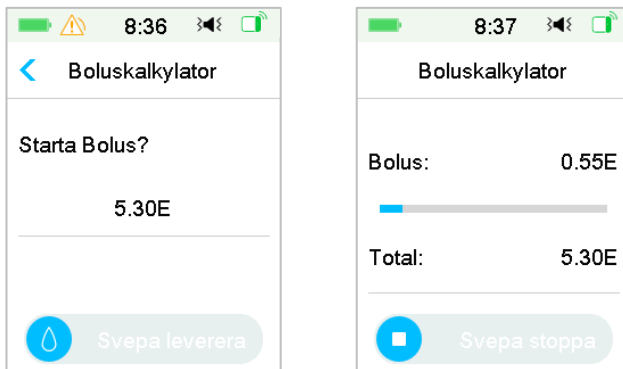 8:36
Boluskalkylator
Starta Bolus?
5.30E
Svepa leverera
8:37
Boluskalkylator
Bolus: 0.55E
Total: 5.30E
Svepa stoppa